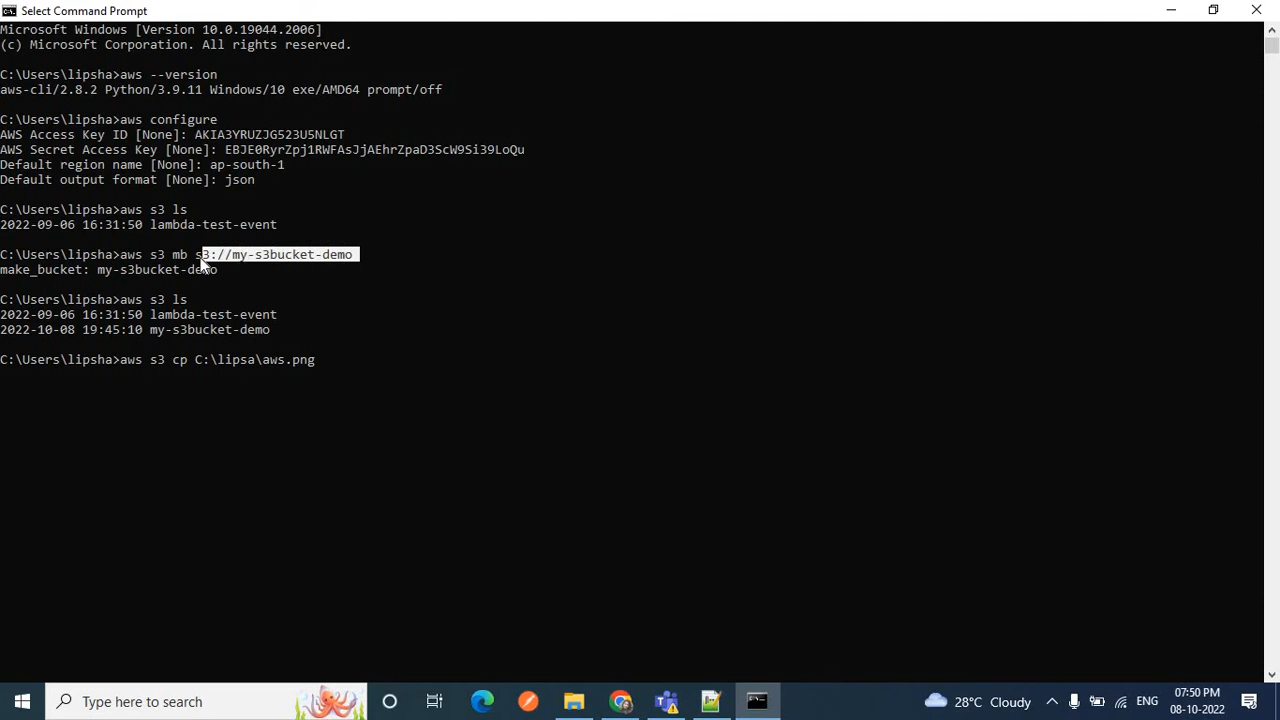 Select Command Prompt
Microsoft Windows [Version 10.0.19044.2006]
(c) Microsoft Corporation. All rights reserved.
C:\Users\lipsha>aws --version
aws-cli/2.8.2 Python/3.9.11 Windows/10 exe/AMD64 prompt/off
C:\Users\lipsha>aws configure
AWS Access Key ID [None]: AKIA3YRUZJG523U5NLGT
AWS Secret Access Key [None]: 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
Default region name [None]: ap-south-1
Default output format [None]: json
C:\Users\lipsha>aws s3 ls
2022-09-06 16:31:50 lambda-test-event
C:\Users\lipsha>aws s3 mb s3://my-s3bucket-demo
make_bucket: my-s3bucket-demo
C:\Users\lipsha>aws s3 ls
2022-09-06 16:31:50 lambda-test-event
2022-10-08 19:45:10 my-s3bucket-demo
C:\Users\lipsha>aws s3 cp C:\lipsa\aws.png
Type here to search
28°C Cloudy
ENG
07:50 PM
08-10-2022